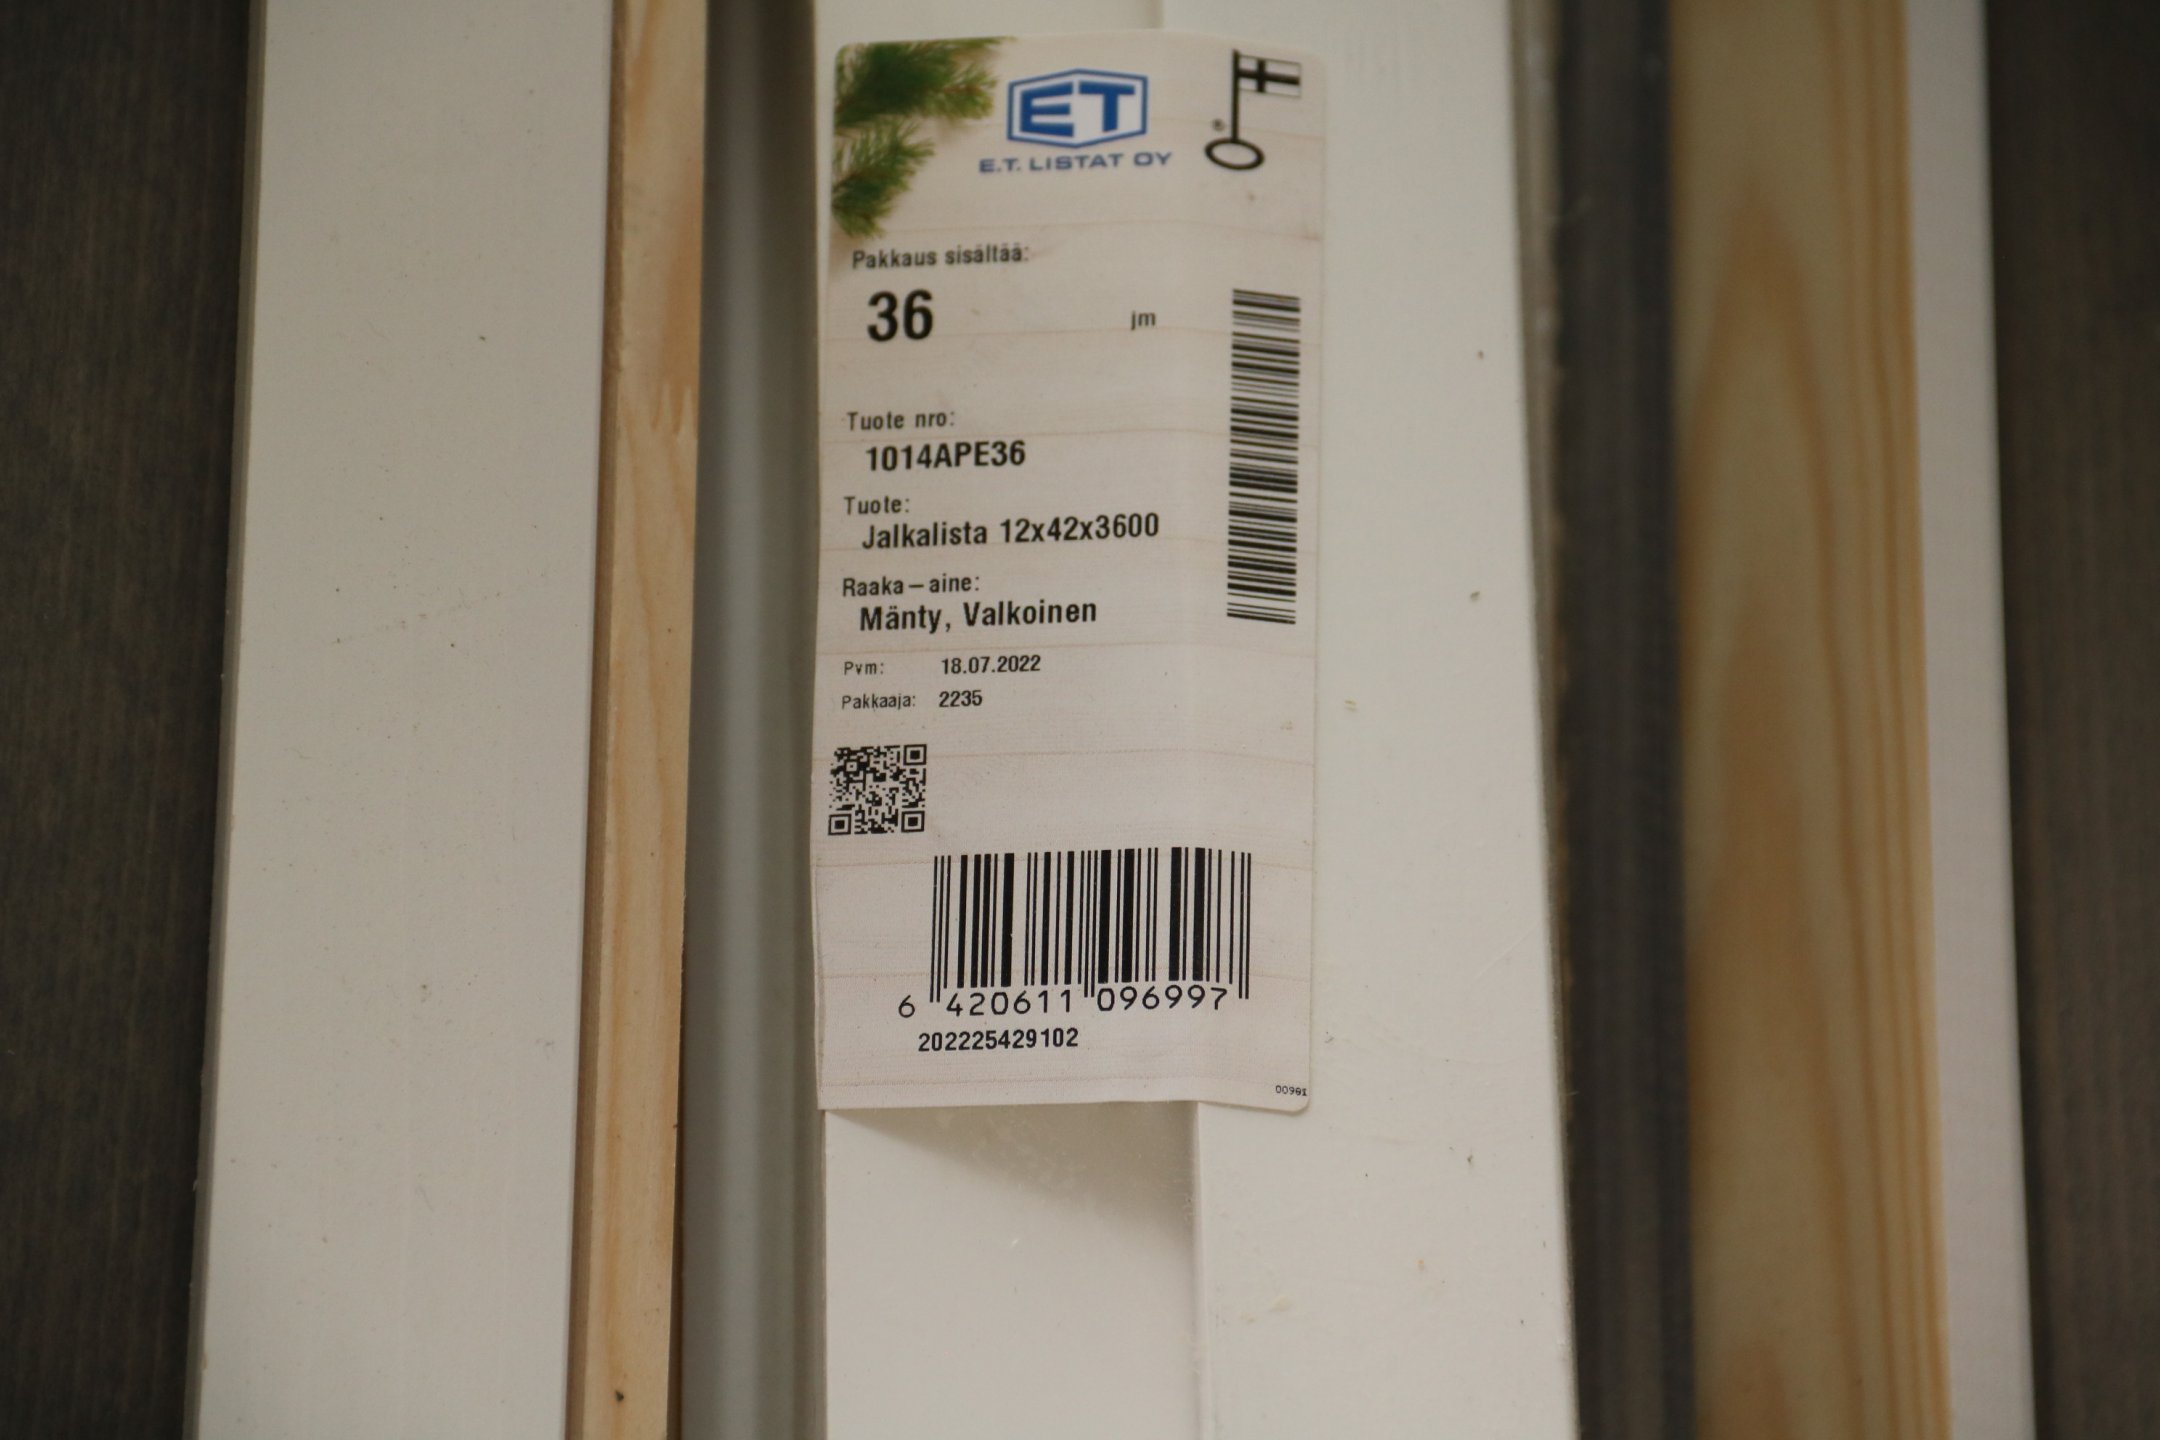 ET
E.T. LISTAT OY
®
Pakkaus sisältää:
36 jm
Tuote nro:
1014APE36
Tuote:
Jalkalista 12x42x3600
Raaka-aine:
Mänty, Valkoinen
Pvm: 18.07.2022
Pakkaaja: 2235
6 420611 096997
202225429102